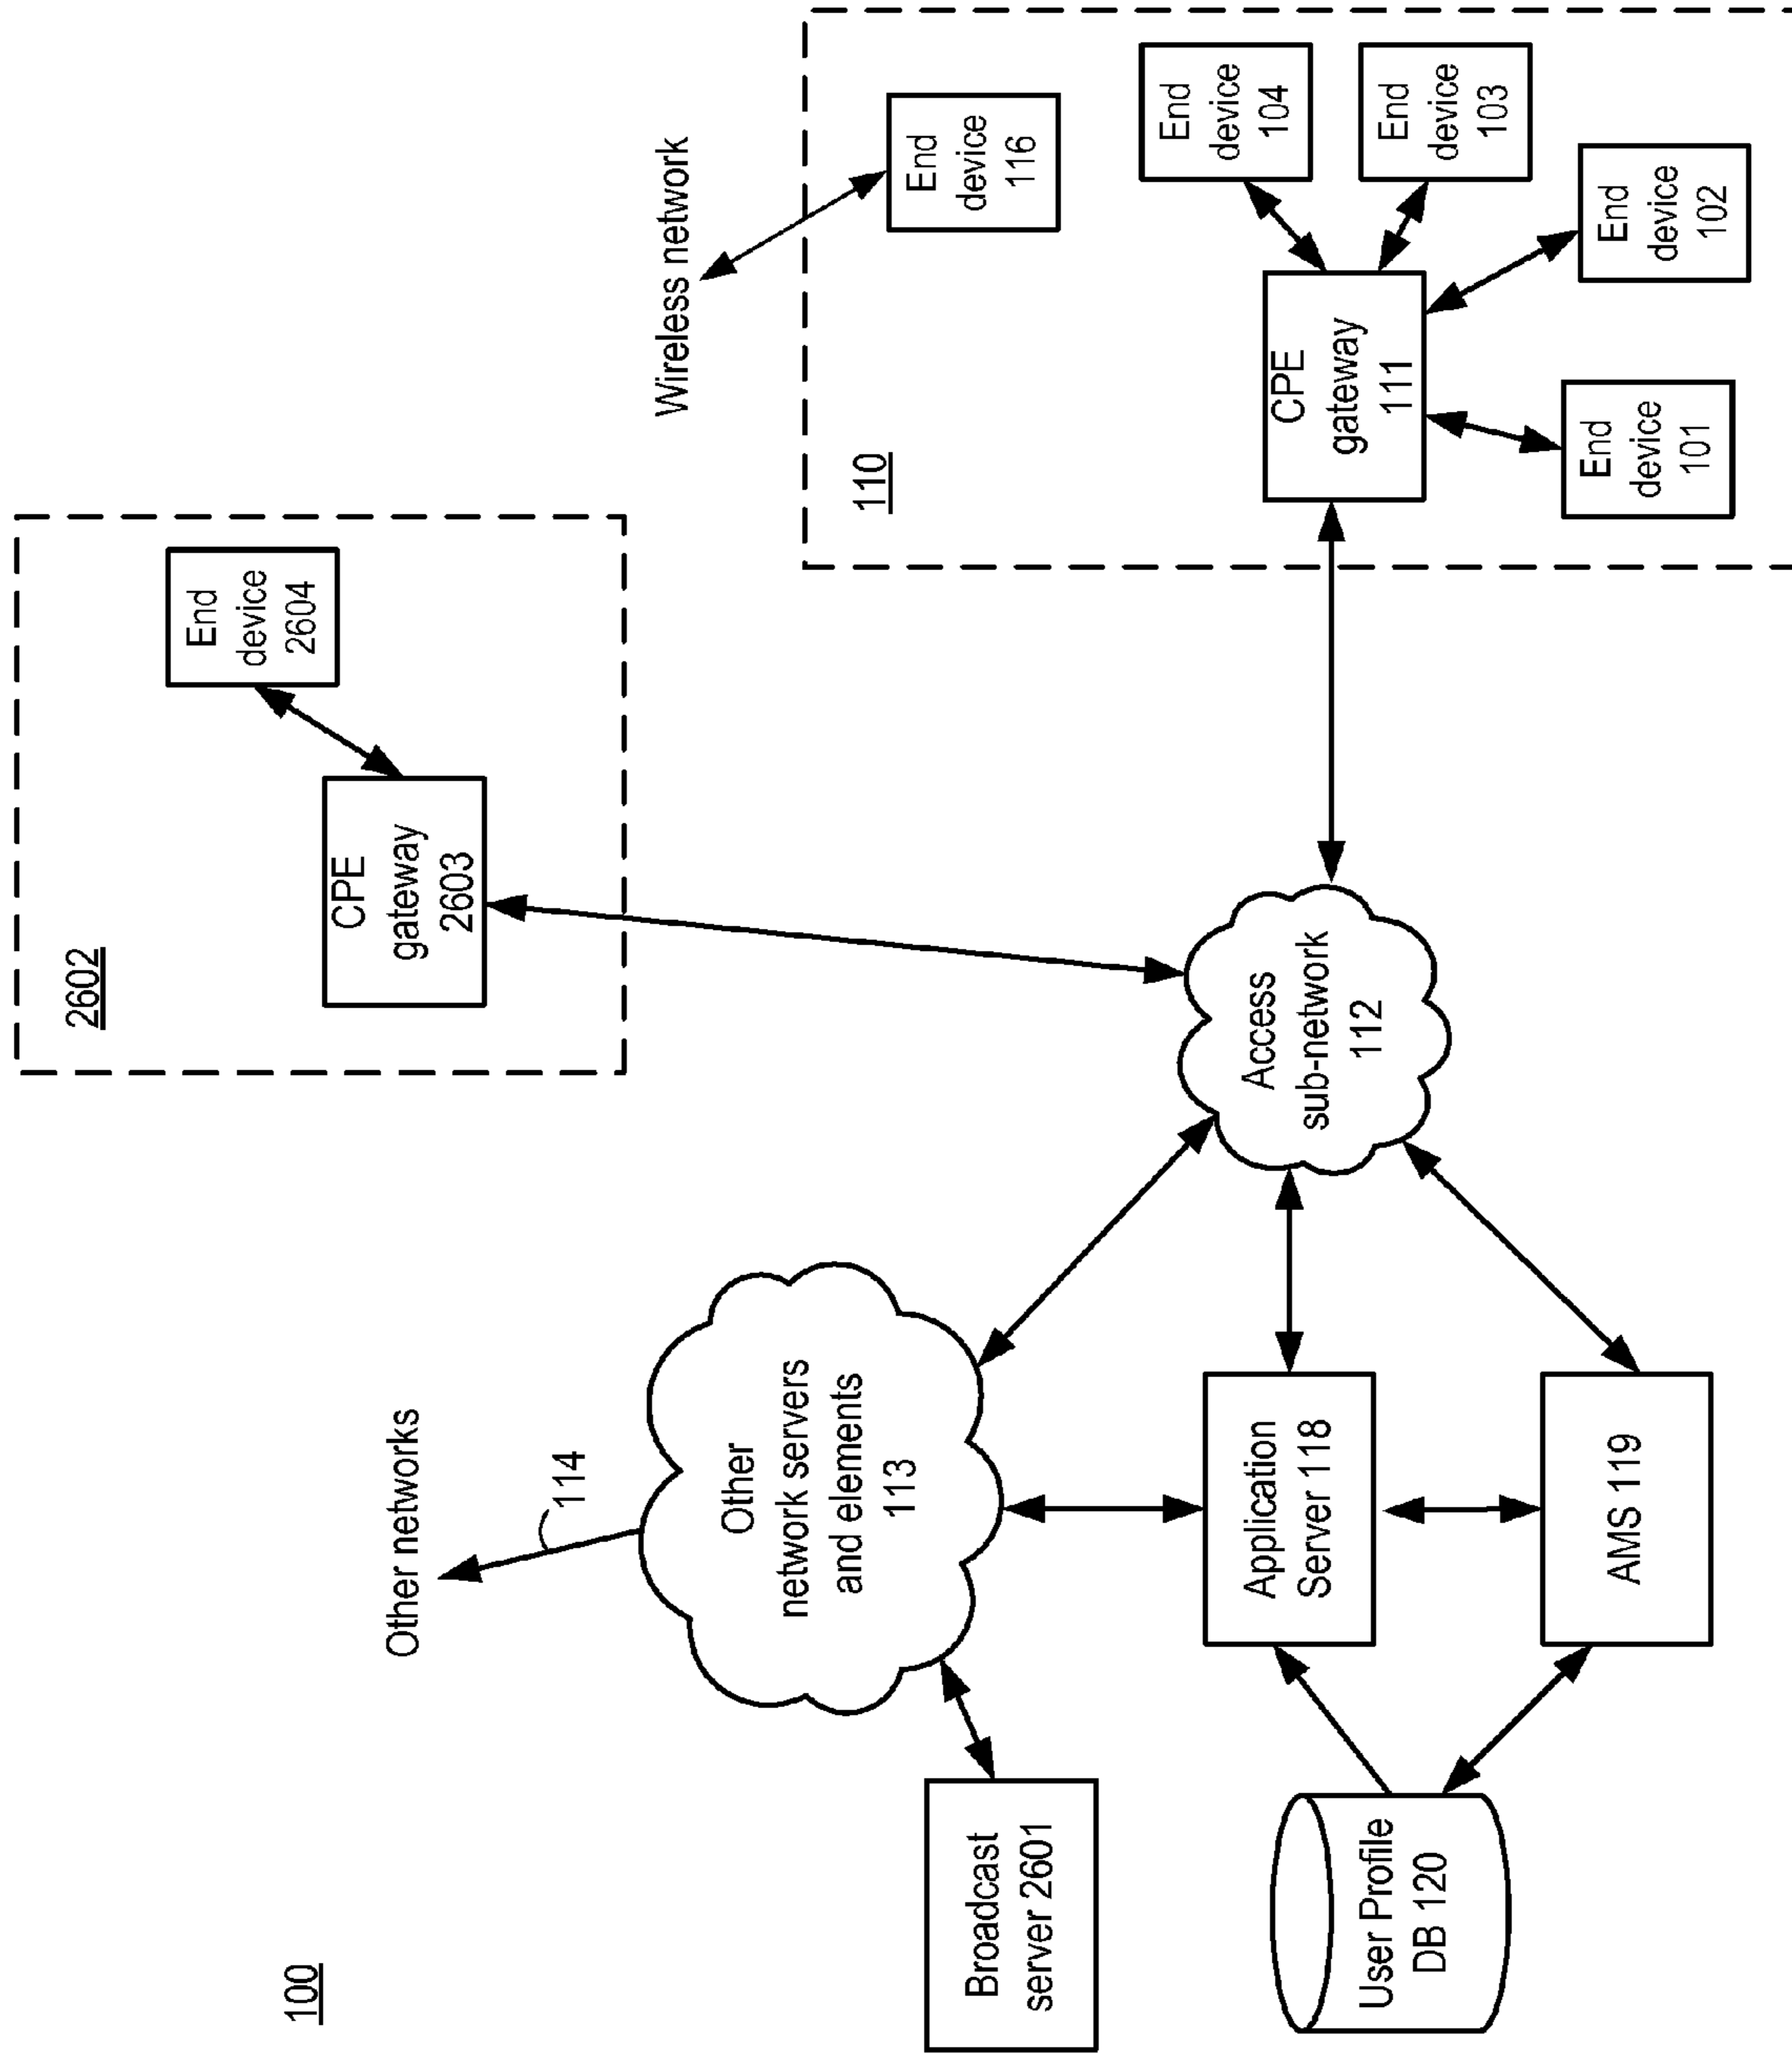 100
Other networks
114
2602
CPE
gateway
2603
End
device
2604
Wireless network
110
End
device
116
End
device
104
End
device
103
End
device
102
End
device
101
CPE
gateway
111
Access
sub-network
112
Other
network servers
and elements
113
Broadcast
server 2601
Application
Server 118
AMS 119
User Profile
DB 120